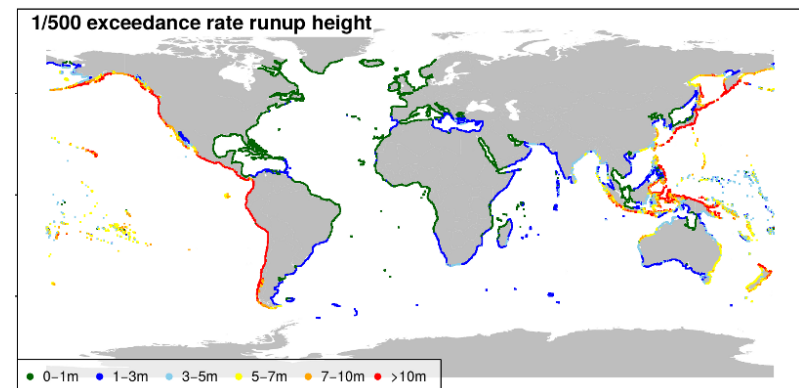 1/500 exceedance rate runup height
0−1m 1−3m 3−5m 5−7m 7−10m >10m